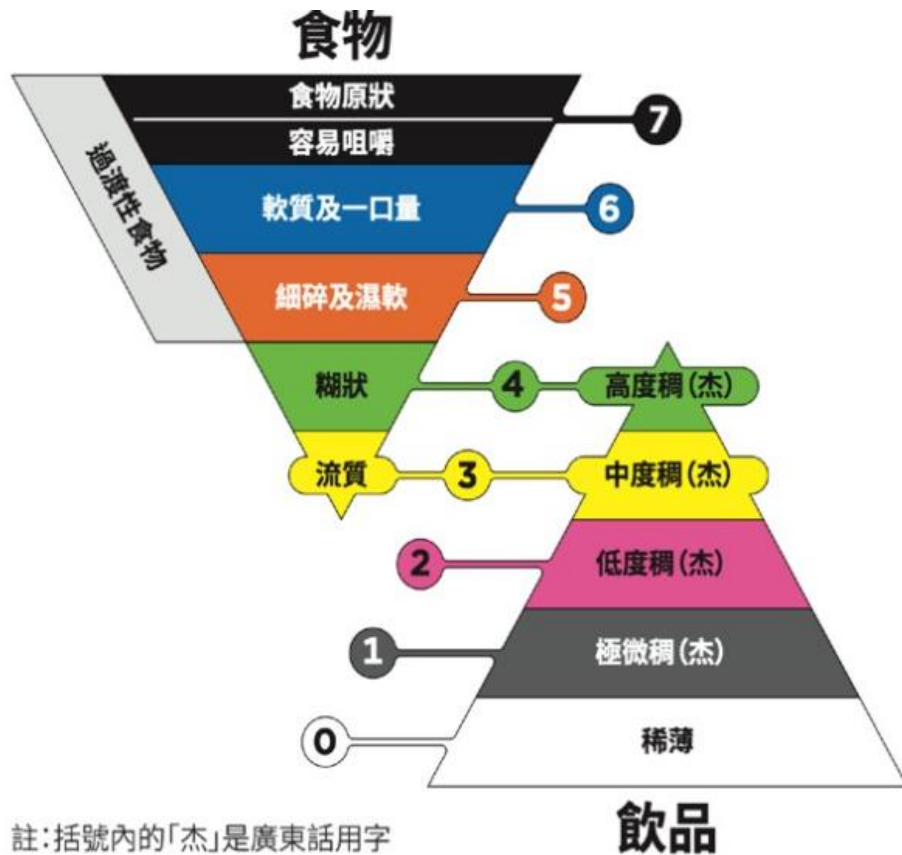 食物
食物原狀
容易咀嚼
7
過渡性食物
軟質及一口量
6
細碎及濕軟
5
糊狀
4
高度稠(杰)
流質
3
中度稠(杰)
2
低度稠(杰)
1
極微稠(杰)
0
稀薄
飲品
註:括號內的「杰」是廣東話用字